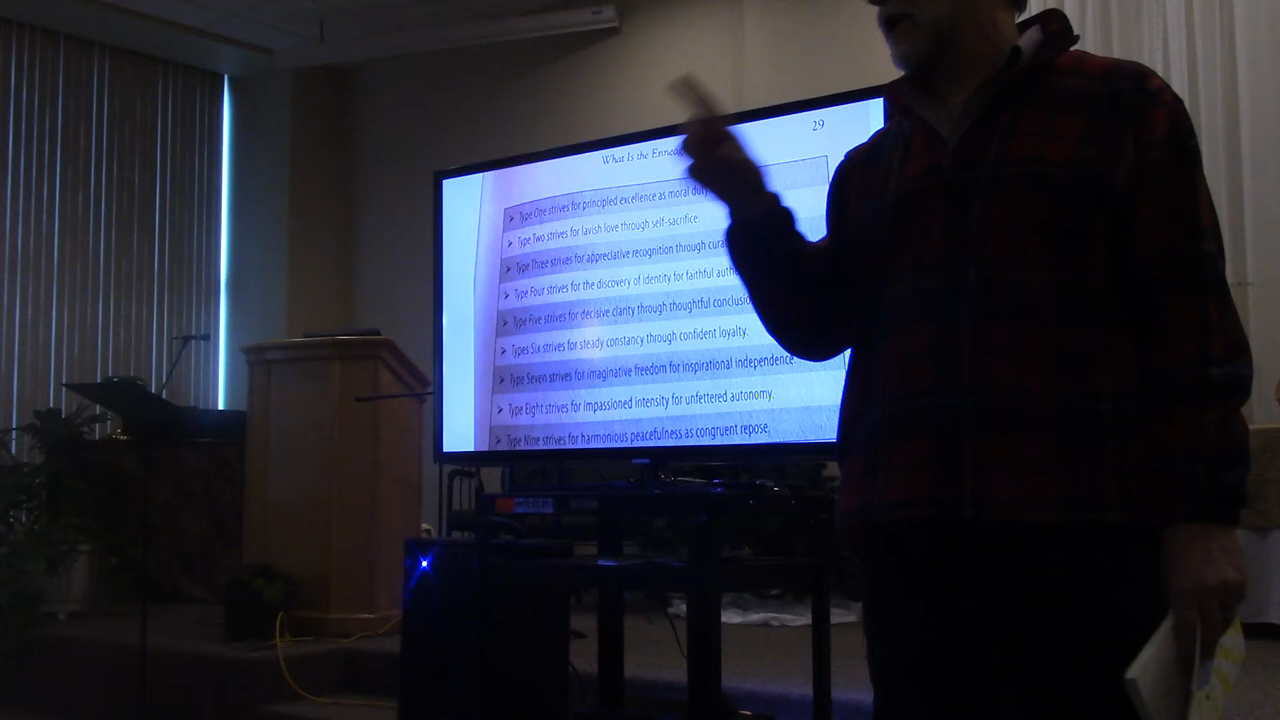 29
What Is the
Type One strives for principled excellence as moral duty
Type Two strives for lavish love through self-sacrifice.
Type Three strives for appreciative recognition through
Type Four strives for the discovery of identity for faithful
Type Five strives for decisive clarity through thoughtful
Types Six strives for steady constancy through confident loyalty.
Type Seven strives for imaginative freedom for inspirational independence.
Type Eight strives for impassioned intensity for unfettered autonomy.
Type Nine strives for harmonious peacefulness as congruent repose.